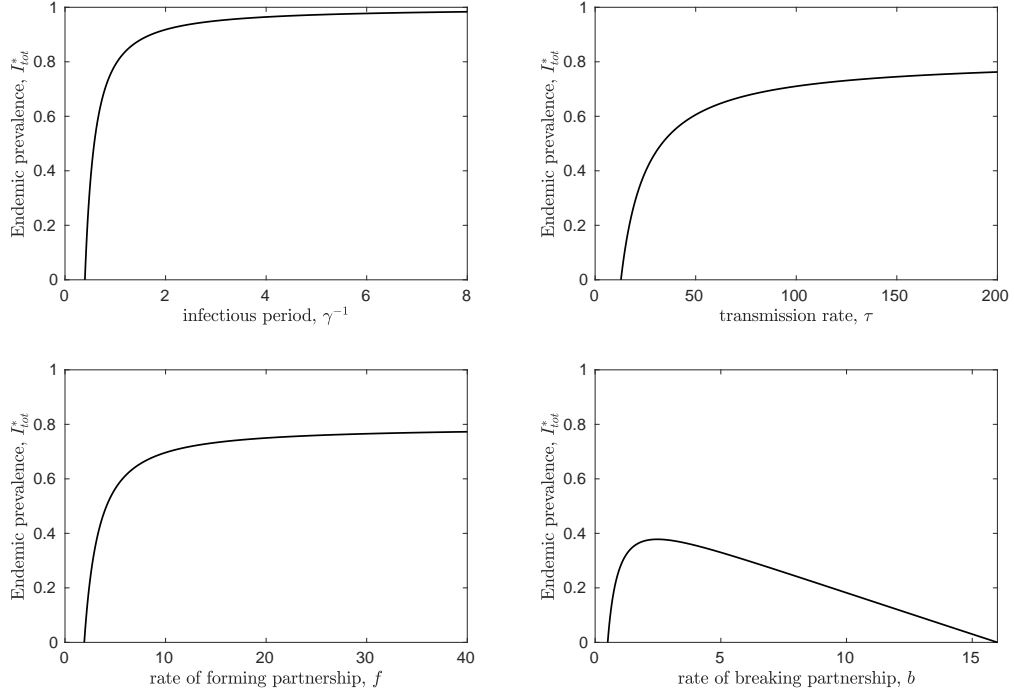 1
0.8
0.6
0.4
0.2
0
0 2 4 6 8
Endemic prevalence, I*tot
infectious period, γ⁻¹
1
0.8
0.6
0.4
0.2
0
0 50 100 150 200
Endemic prevalence, I*tot
transmission rate, τ
1
0.8
0.6
0.4
0.2
0
0 10 20 30 40
Endemic prevalence, I*tot
rate of forming partnership, f
1
0.8
0.6
0.4
0.2
0
0 5 10 15
Endemic prevalence, I*tot
rate of breaking partnership, b